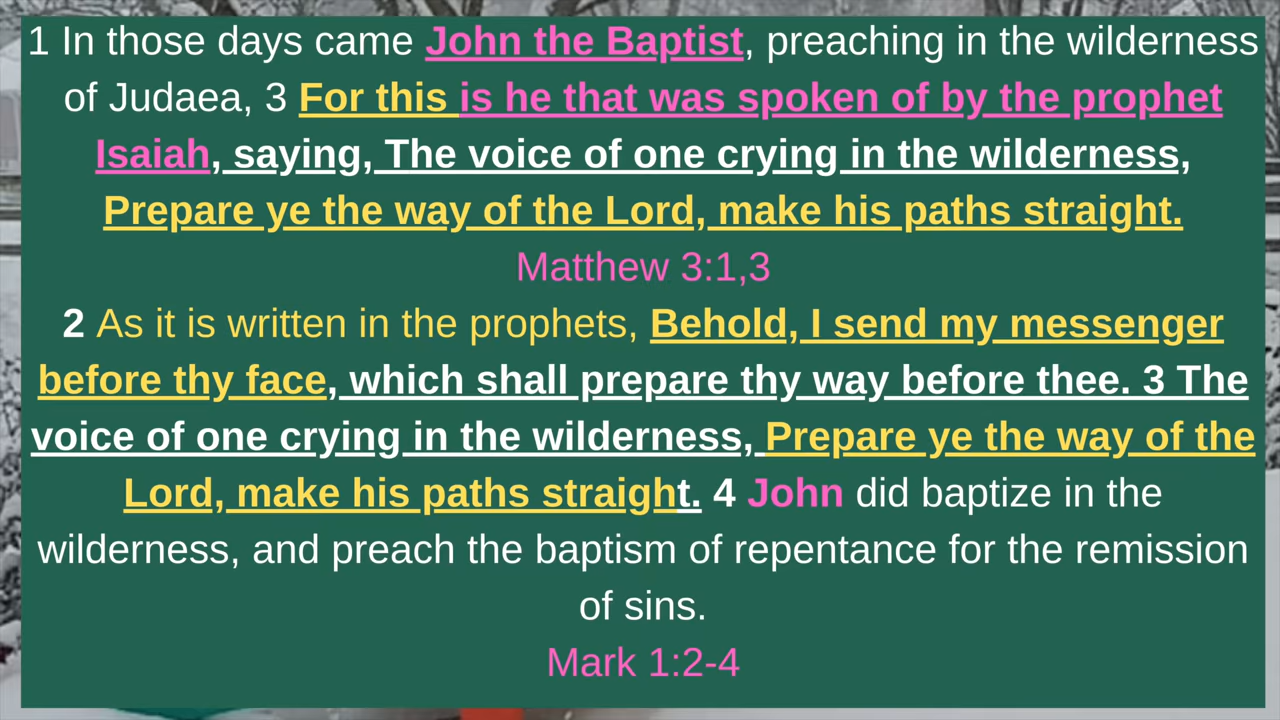 1 In those days came John the Baptist, preaching in the wilderness
of Judaea, 3 For this is he that was spoken of by the prophet
Isaiah, saying, The voice of one crying in the wilderness,
Prepare ye the way of the Lord, make his paths straight.
Matthew 3:1,3
2 As it is written in the prophets, Behold, I send my messenger
before thy face, which shall prepare thy way before thee. 3 The
voice of one crying in the wilderness, Prepare ye the way of the
Lord, make his paths straight. 4 John did baptize in the
wilderness, and preach the baptism of repentance for the remission
of sins.
Mark 1:2-4